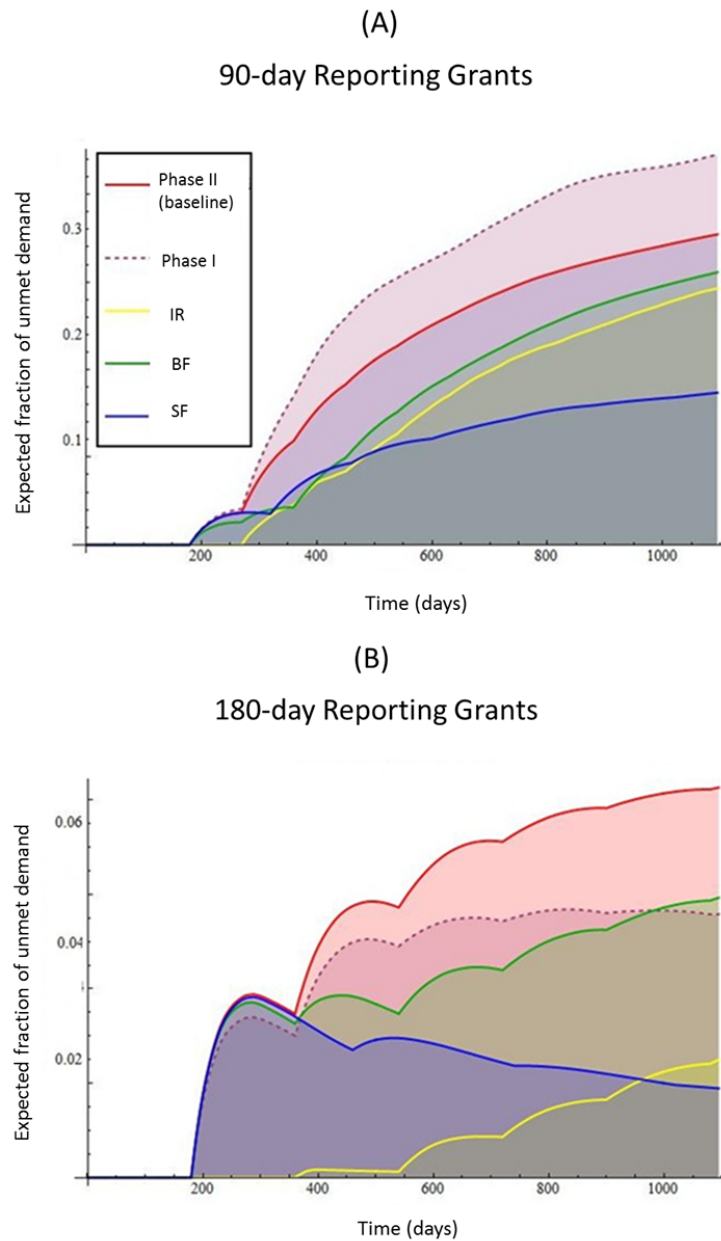 (A)
90-day Reporting Grants
Expected fraction of unmet demand
0.3
0.2
0.1
Phase II
(baseline)
Phase I
IR
BF
SF
200
400
600
800
1000
Time (days)
(B)
180-day Reporting Grants
Expected fraction of unmet demand
0.06
0.04
0.02
200
400
600
800
1000
Time (days)